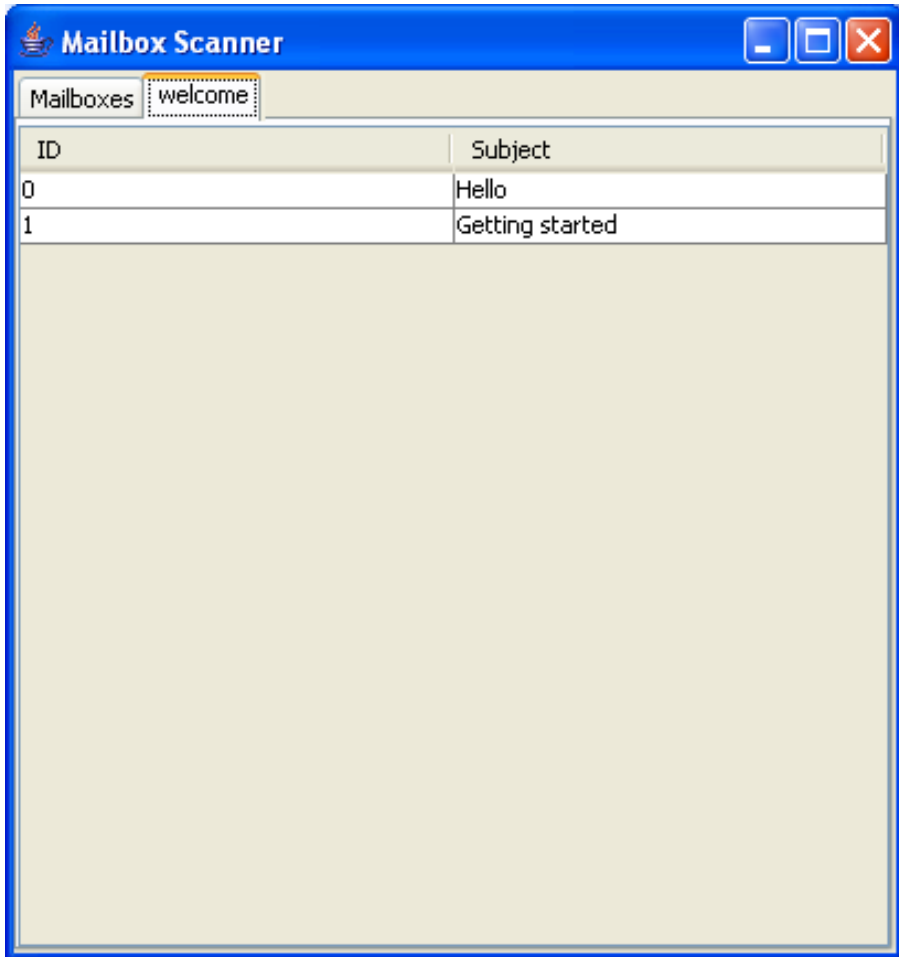 Mailbox Scanner
Mailboxes welcome
ID Subject
0 Hello
1 Getting started